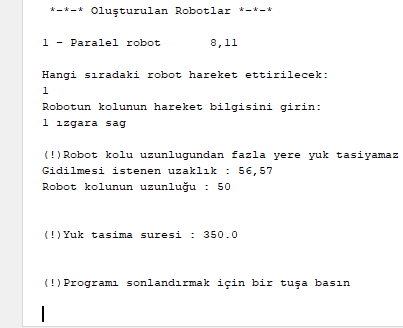 *-*-* Oluşturulan Robotlar *-*-*
1 - Paralel robot 8,11
Hangi sıradaki robot hareket ettirilecek:
1
Robotun kolunun hareket bilgisini girin:
1 ızgara sag
(!)Robot kolu uzunlugundan fazla yere yuk tasiyamaz
Gidilmesi istenen uzaklık : 56,57
Robot kolunun uzunluğu : 50
(!)Yuk tasima suresi : 350.0
(!)Programı sonlandırmak için bir tuşa basın